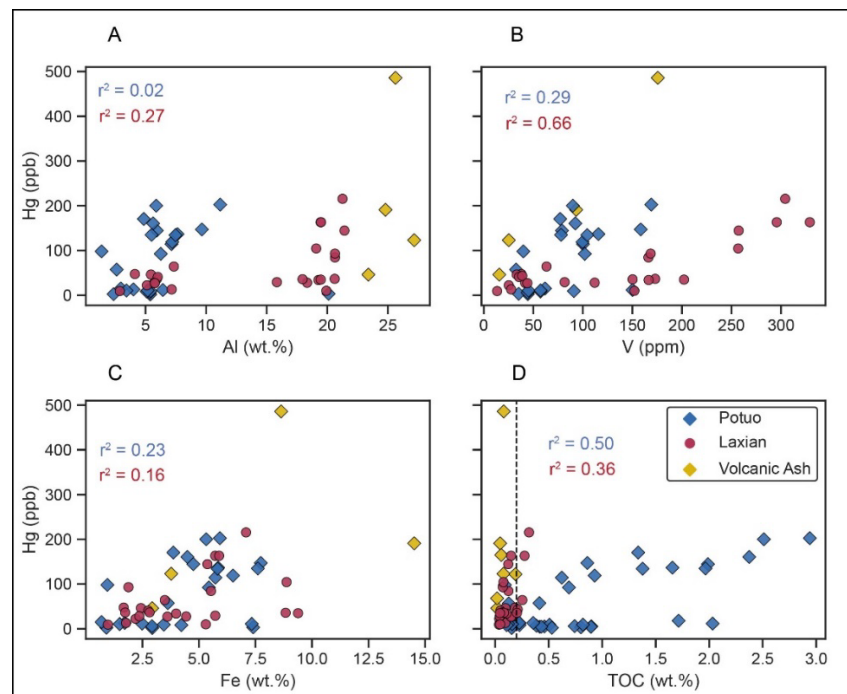 A
B
500
400
300
200
100
0
Hg (ppb)
r² = 0.02
r² = 0.27
5
10
15
20
25
Al (wt.%)
r² = 0.29
r² = 0.66
0
50
100
150
200
250
300
V (ppm)
C
D
500
400
300
200
100
0
Hg (ppb)
r² = 0.23
r² = 0.16
2.5
5.0
7.5
10.0
12.5
15.0
Fe (wt.%)
r² = 0.50
r² = 0.36
Potuo
Laxian
Volcanic Ash
0.0
0.5
1.0
1.5
2.0
2.5
3.0
TOC (wt.%)